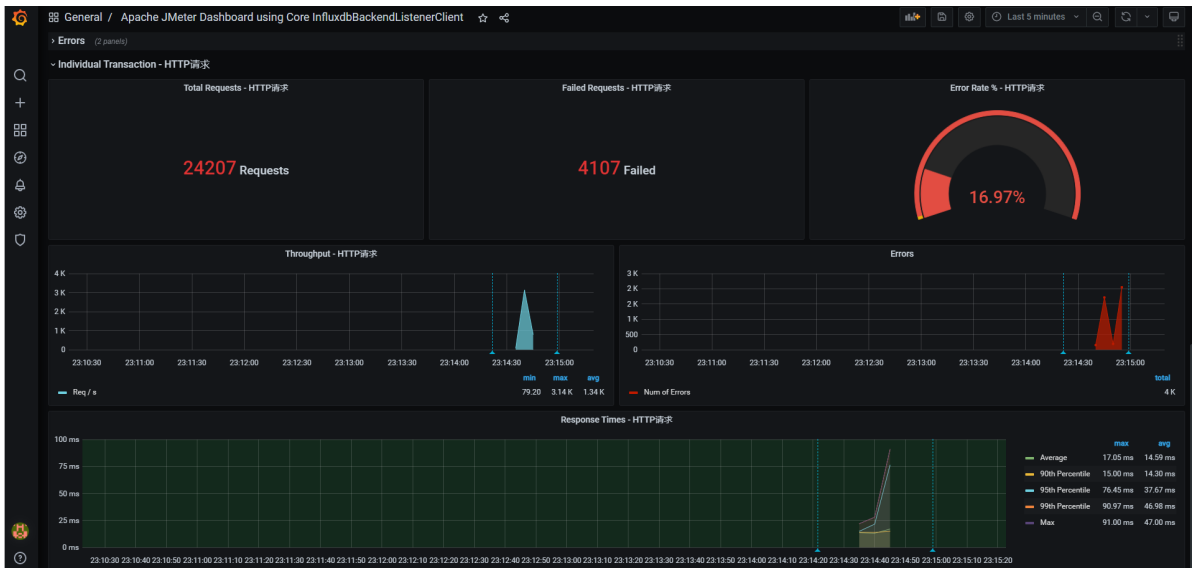 General / Apache JMeter Dashboard using Core InfluxdbBackendListenerClient
Last 5 minutes
Errors (2 panels)
Individual Transaction - HTTP请求
Total Requests - HTTP请求
24207 Requests
Failed Requests - HTTP请求
4107 Failed
Error Rate % - HTTP请求
16.97%
Throughput - HTTP请求
4 K
3 K
2 K
1 K
0
23:10:30 23:11:00 23:11:30 23:12:00 23:12:30 23:13:00 23:13:30 23:14:00 23:14:30 23:15:00
min max avg
Req / s 79.20 3.14 K 1.34 K
Errors
3 K
2 K
2 K
1 K
500
0
23:10:30 23:11:00 23:11:30 23:12:00 23:12:30 23:13:00 23:13:30 23:14:00 23:14:30 23:15:00
total
Num of Errors 4 K
Response Times - HTTP请求
100 ms
75 ms
50 ms
25 ms
0 ms
23:10:30 23:10:40 23:10:50 23:11:00 23:11:10 23:11:20 23:11:30 23:11:40 23:11:50 23:12:00 23:12:10 23:12:20 23:12:30 23:12:40 23:12:50 23:13:00 23:13:10 23:13:20 23:13:30 23:13:40 23:13:50 23:14:00 23:14:10 23:14:20 23:14:30 23:14:40 23:14:50 23:15:00 23:15:10 23:15:20
max avg
Average 17.05 ms 14.59 ms
90th Percentile 15.00 ms 14.30 ms
95th Percentile 76.45 ms 37.67 ms
99th Percentile 90.97 ms 46.98 ms
Max 91.00 ms 47.00 ms